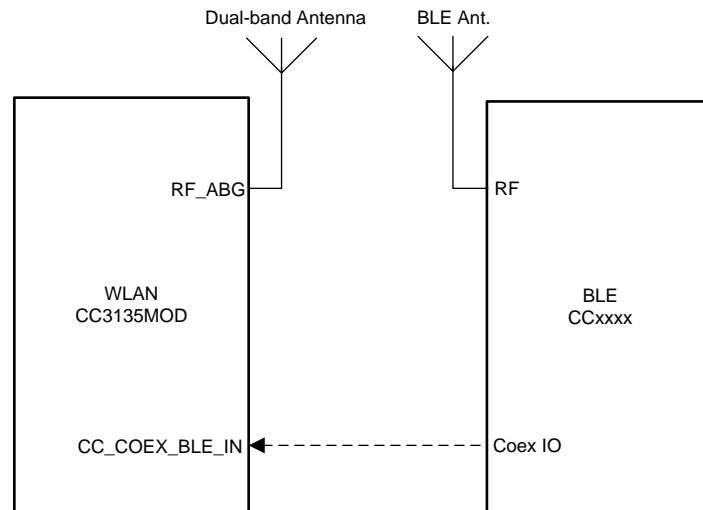 Dual-band Antenna
BLE Ant.
RF_ABG
RF
WLAN
CC3135MOD
BLE
CCxxxx
CC_COEX_BLE_IN
Coex IO